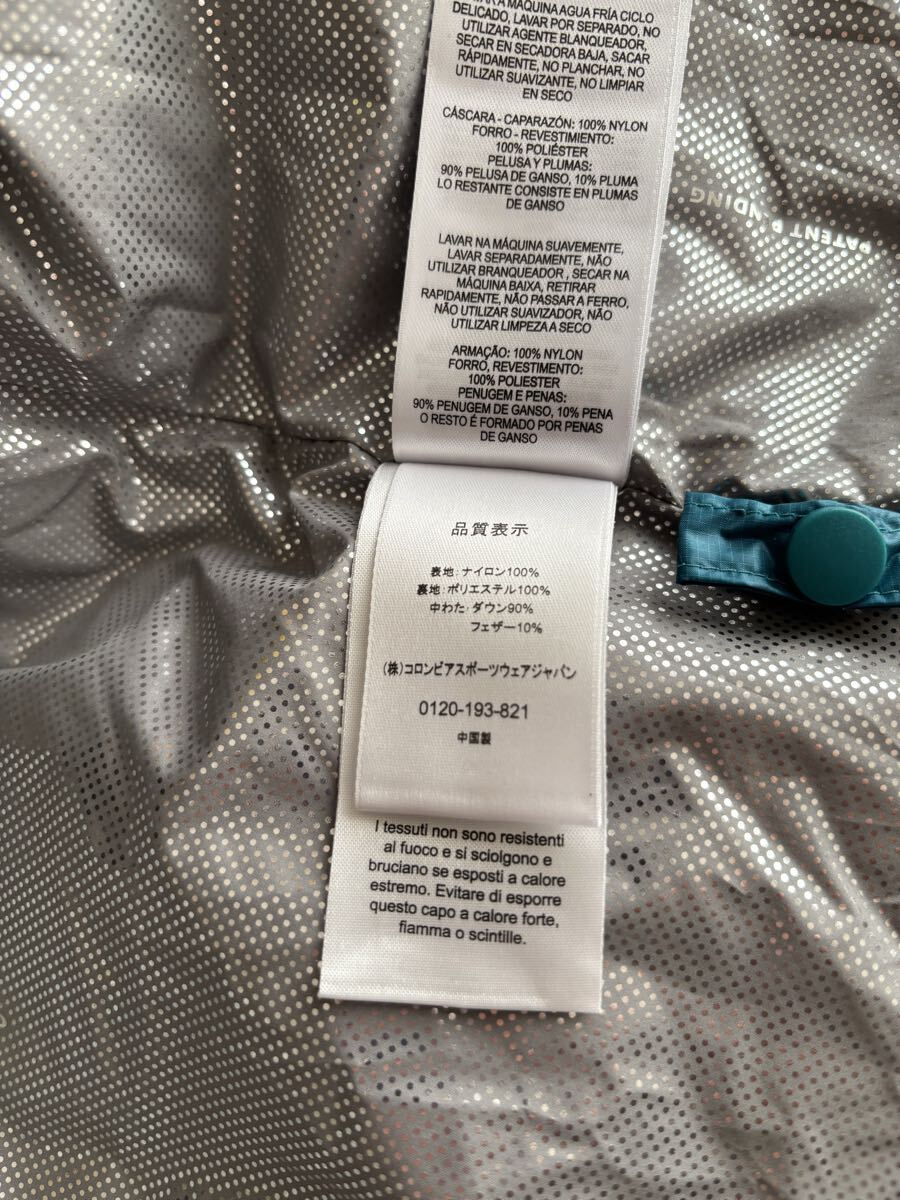 A MÁQUINA AGUA FRÍA CICLO
DELICADO, LAVAR POR SEPARADO, NO
UTILIZAR AGENTE BLANQUEADOR,
SECAR EN SECADORA BAJA, SACAR
RÁPIDAMENTE, NO PLANCHAR, NO
UTILIZAR SUAVIZANTE, NO LIMPIAR
EN SECO
CÁSCARA - CAPARAZÓN: 100% NYLON
FORRO - REVESTIMIENTO:
100% POLIÉSTER
PELUSA Y PLUMAS:
90% PELUSA DE GANSO, 10% PLUMA
LO RESTANTE CONSISTE EN PLUMAS
DE GANSO
LAVAR NA MÁQUINA SUAVEMENTE,
LAVAR SEPARADAMENTE, NÃO
UTILIZAR BRANQUEADOR , SECAR NA
MÁQUINA BAIXA, RETIRAR
RAPIDAMENTE, NÃO PASSAR A FERRO,
NÃO UTILIZAR SUAVIZADOR, NÃO
UTILIZAR LIMPEZA A SECO
ARMAÇÃO: 100% NYLON
FORRO, REVESTIMENTO:
100% POLIESTER
PENUGEM E PENAS:
90% PENUGEM DE GANSO, 10% PENA
O RESTO É FORMADO POR PENAS
DE GANSO
PATENT PENDING
品質表示
表地：ナイロン100%
裏地：ポリエステル100%
中わた：ダウン90%
フェザー10%
(株)コロンビアスポーツウェアジャパン
0120-193-821
中国製
I tessuti non sono resistenti
al fuoco e si sciolgono e
bruciano se esposti a calore
estremo. Evitare di esporre
questo capo a calore forte,
fiamma o scintille.